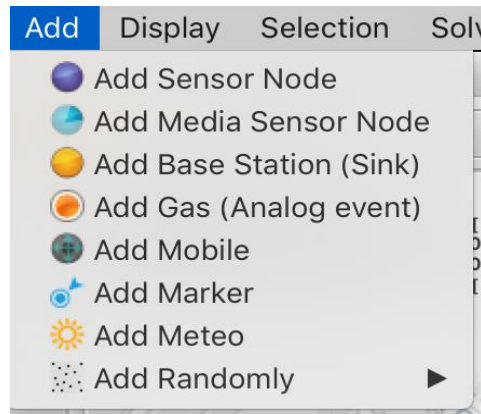 Add Display Selection
Add Sensor Node
Add Media Sensor Node
Add Base Station (Sink)
Add Gas (Analog event)
Add Mobile
Add Marker
Add Meteo
Add Randomly